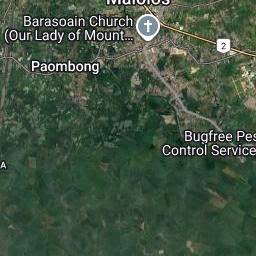 Malolos
Barasoain Church
(Our Lady of Mount...
2
Paombong
Bugfree Pes
Control Service
A